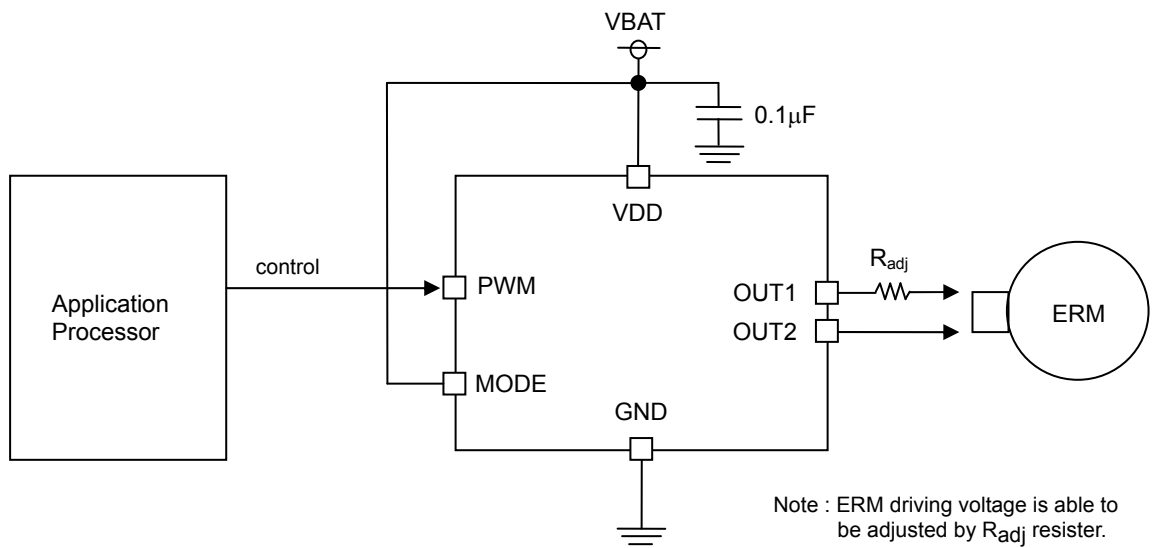 VBAT
0.1μF
VDD
control
PWM
Application
Processor
MODE
GND
OUT1
OUT2
Radj
ERM
Note : ERM driving voltage is able to
be adjusted by Radj resister.